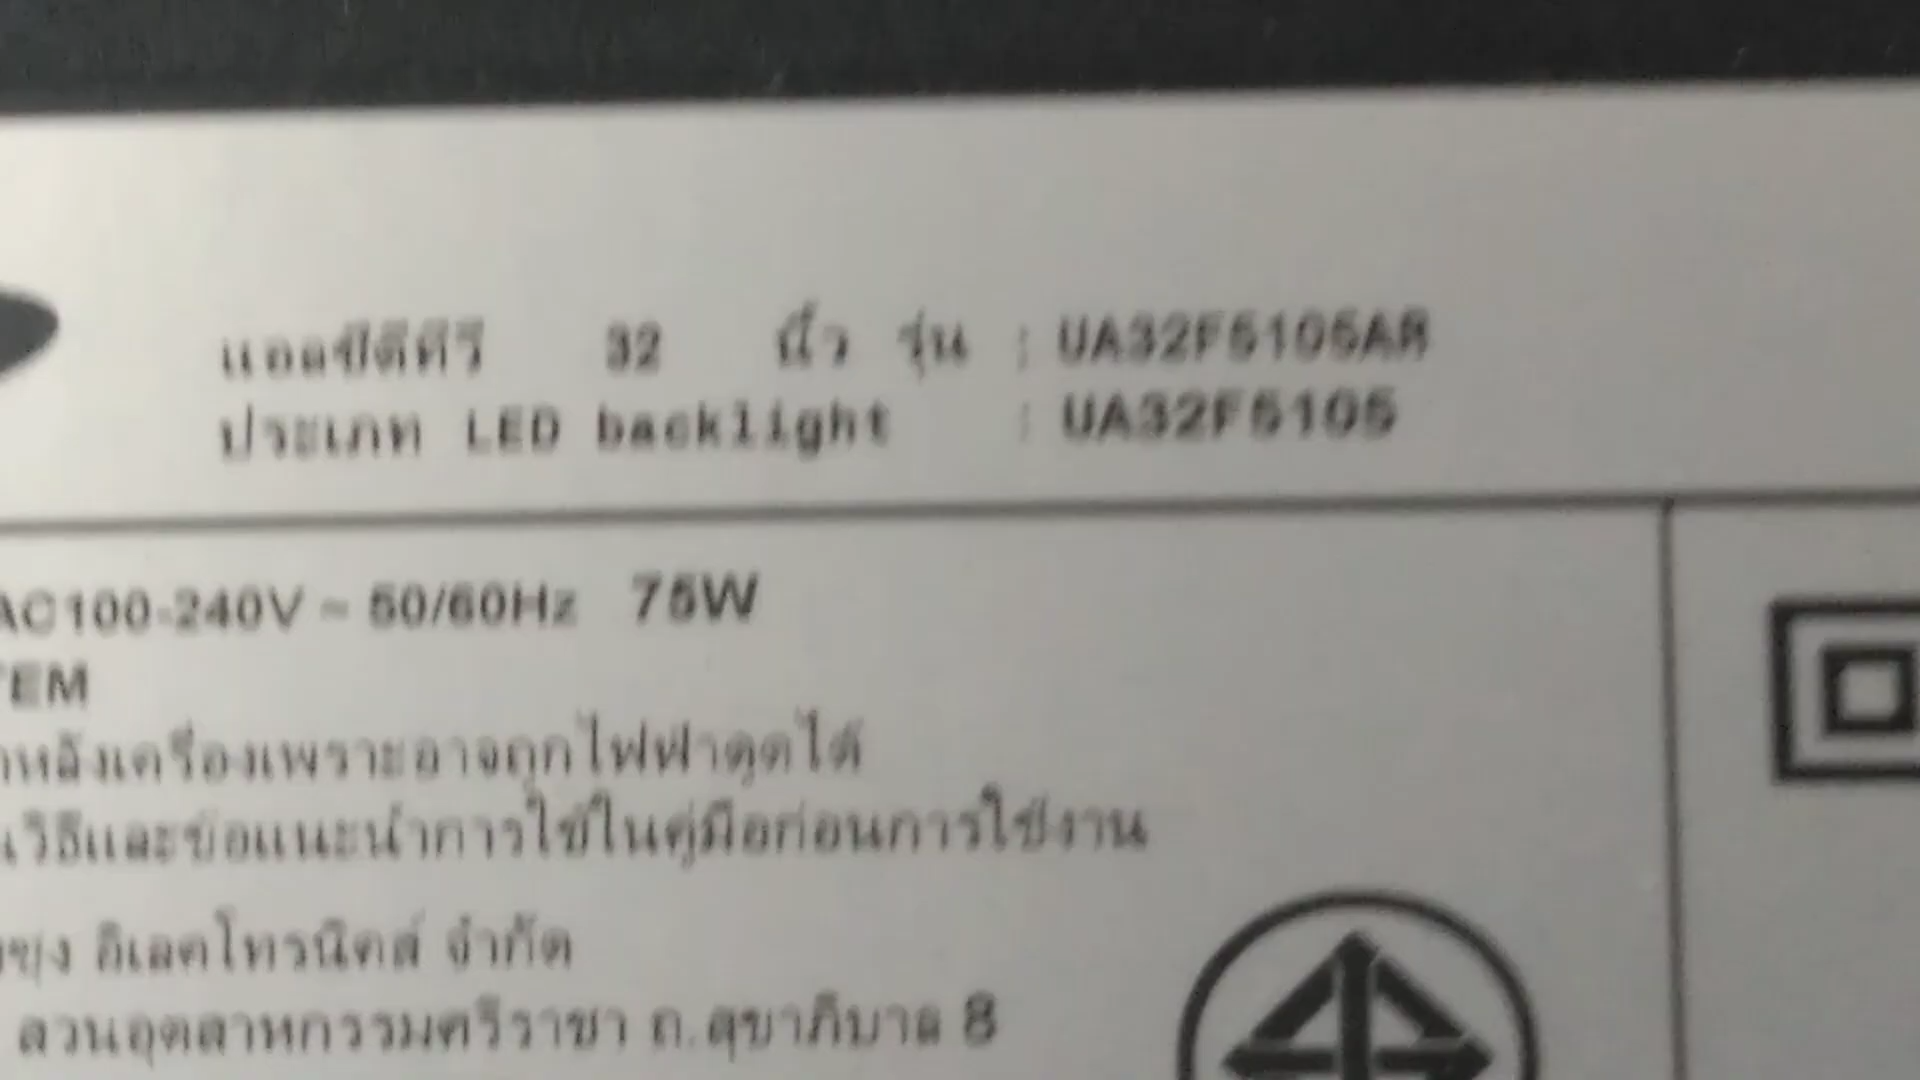 แอลซีดีทีวี 32 นิ้ว รุ่น : UA32F5105AR
ประเภท LED backlight : UA32F5105
AC100-240V ~ 50/60Hz 75W
TEM
หลังเครื่องเพราะอาจถูกไฟฟ้าดูดได้
วิธีและข้อแนะนำการใช้ในคู่มือก่อนการใช้งาน
ซุง อิเลคโทรนิคส์ จำกัด
สวนอุตสาหกรรมศรีราชา ถ.สุขาภิบาล 8